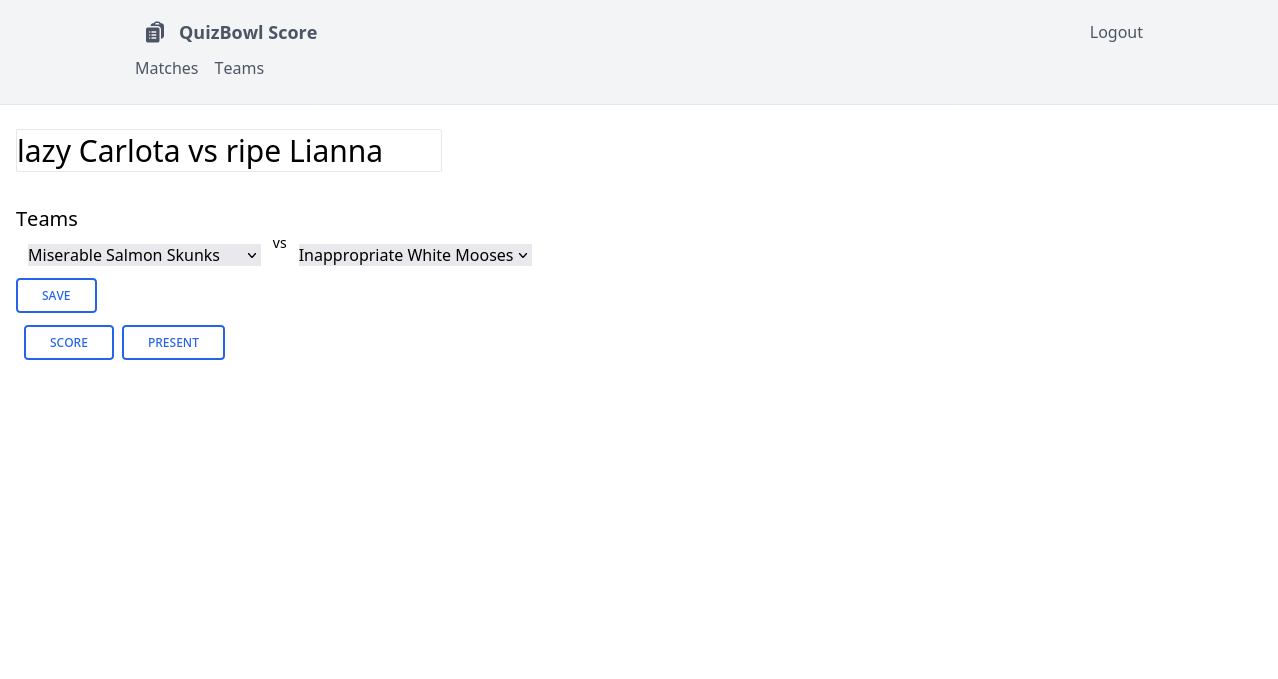 QuizBowl Score
Logout
Matches Teams
lazy Carlota vs ripe Lianna
Teams
Miserable Salmon Skunks vs Inappropriate White Mooses
SAVE
SCORE PRESENT